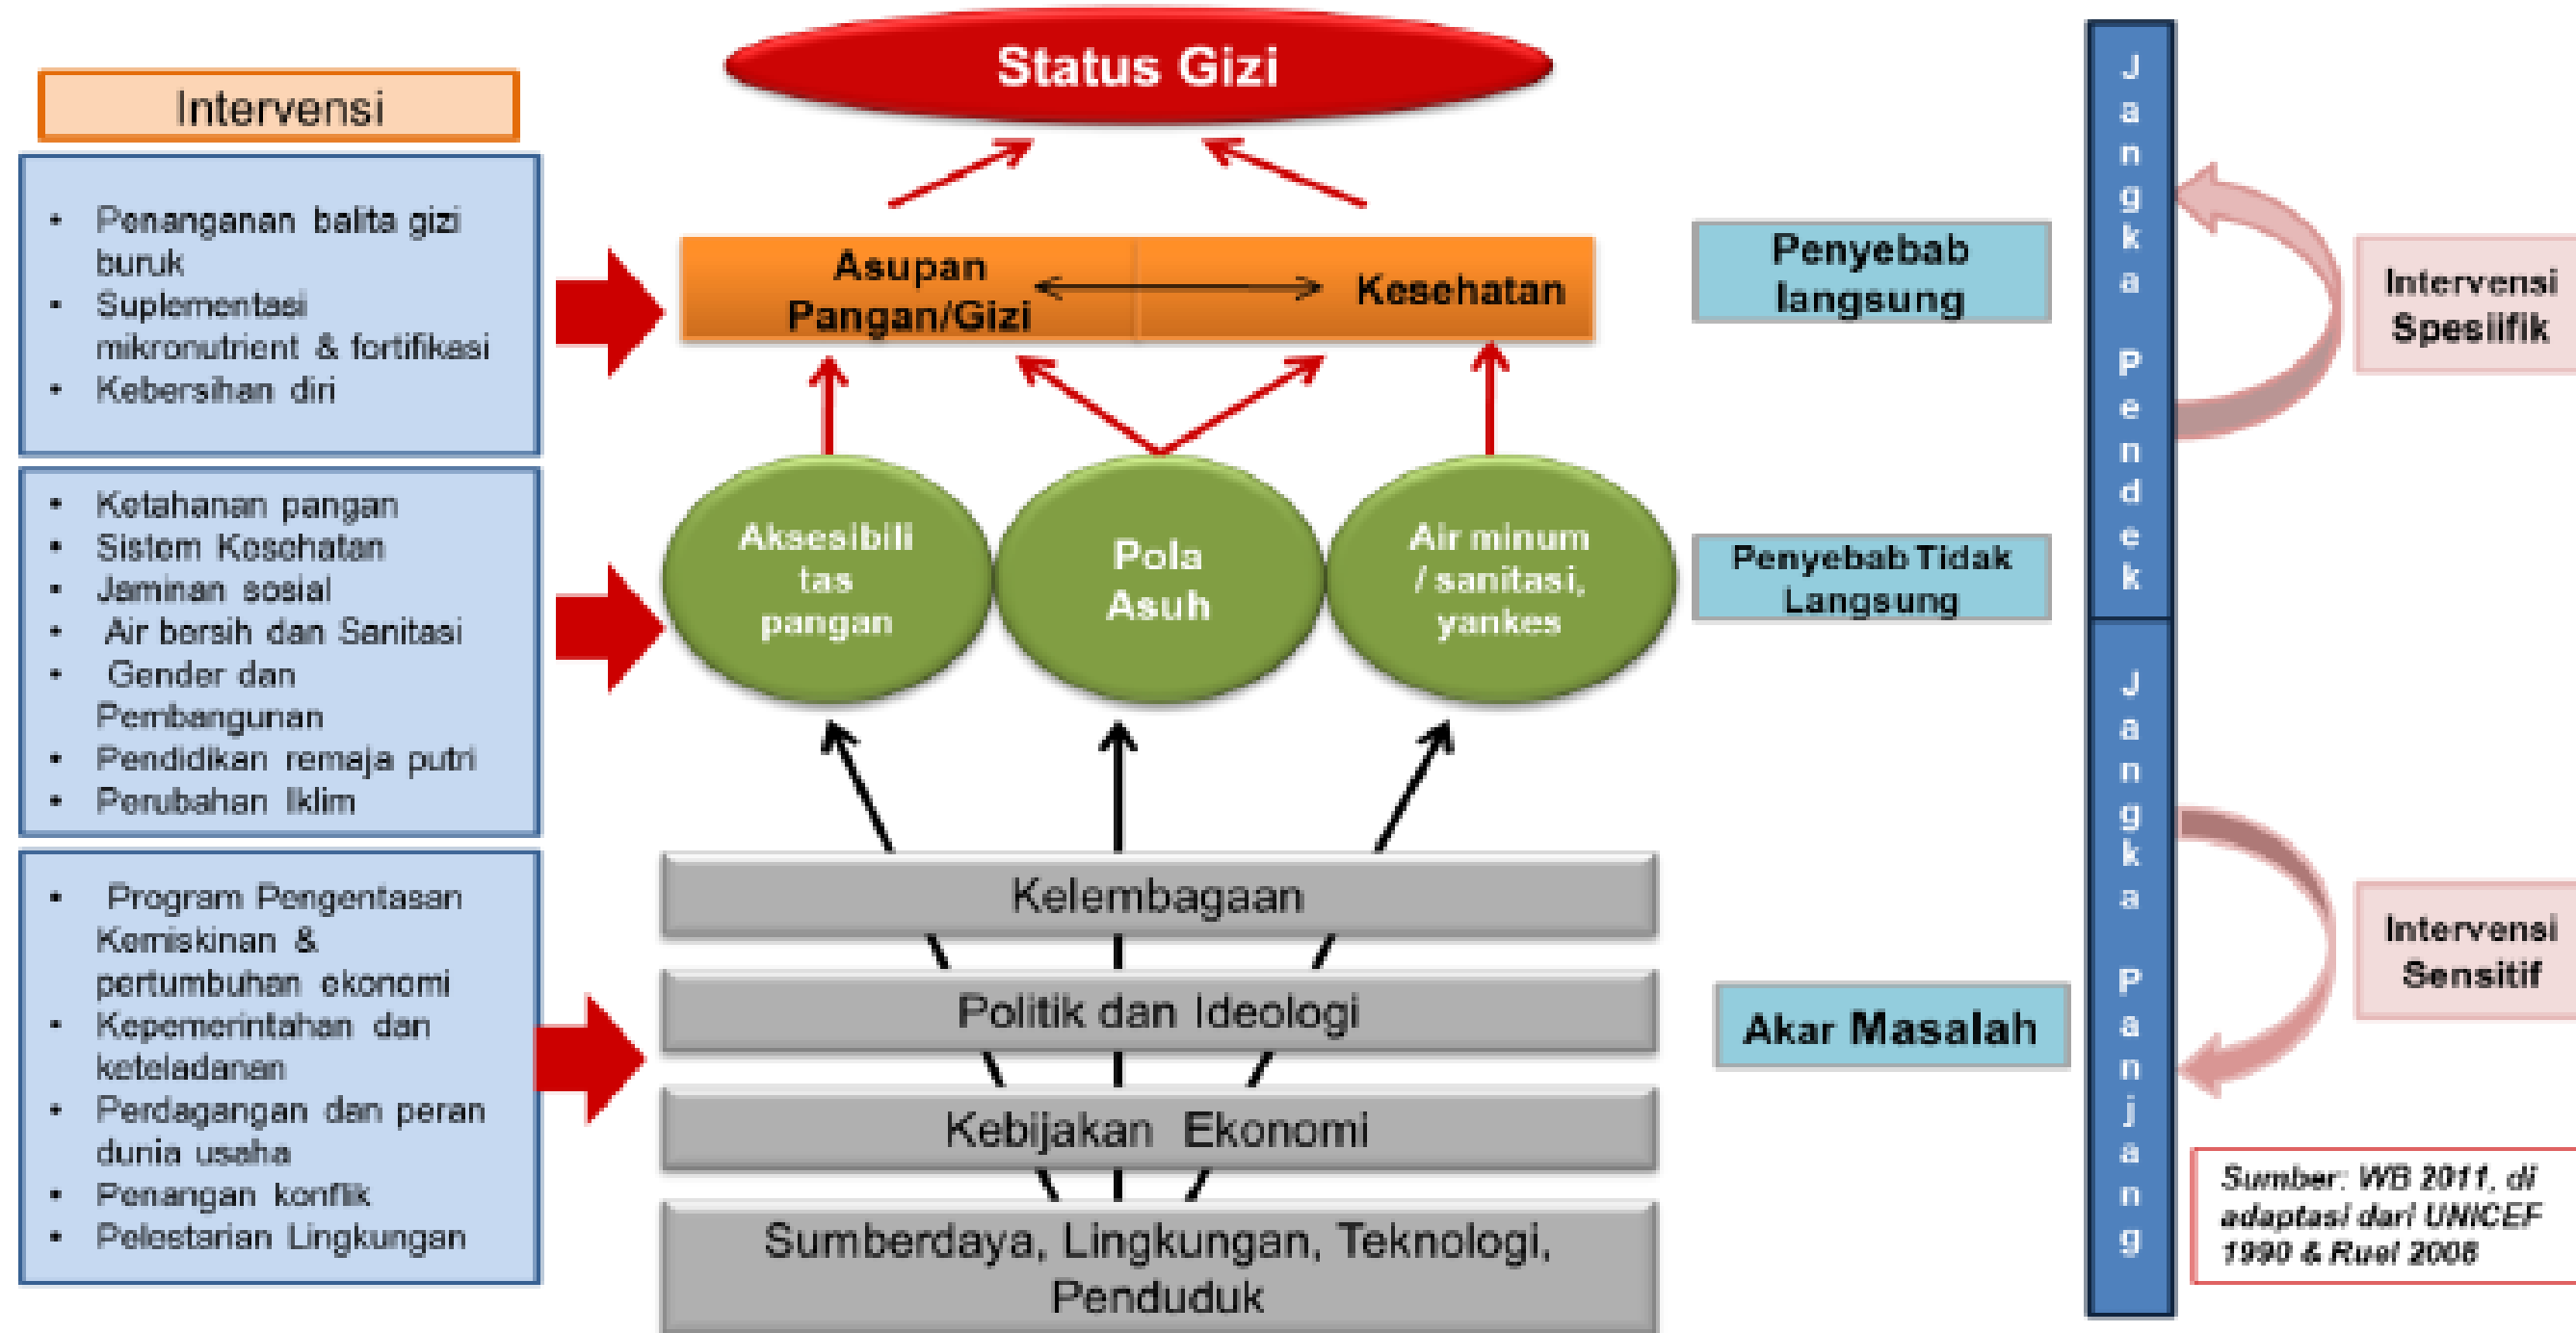 Status Gizi
Intervensi
• Penanganan balita gizi
buruk
• Suplementasi
mikronutrient & fortifikasi
• Kebersihan diri
• Ketahanan pangan
• Sistem Kesehatan
• Jaminan sosial
• Air bersih dan Sanitasi
• Gender dan
Pembangunan
• Pendidikan remaja putri
• Perubahan Iklim
• Program Pengentasan
Kemiskinan &
pertumbuhan ekonomi
• Kepemerintahan dan
keteladanan
• Perdagangan dan peran
dunia usaha
• Penangan konflik
• Pelestarian Lingkungan
Asupan
Pangan/Gizi
Kesehatan
Aksesibili
tas
pangan
Pola
Asuh
Air minum
/ sanitasi,
yankes
Kelembagaan
Politik dan Ideologi
Kebijakan Ekonomi
Sumberdaya, Lingkungan, Teknologi,
Penduduk
Penyebab
langsung
Penyebab Tidak
Langsung
Akar Masalah
Jangka Pendek
Jangka Panjang
Intervensi
Spesiifik
Intervensi
Sensitif
Sumber: WB 2011, di
adaptasi dari UNICEF
1990 & Ruel 2008